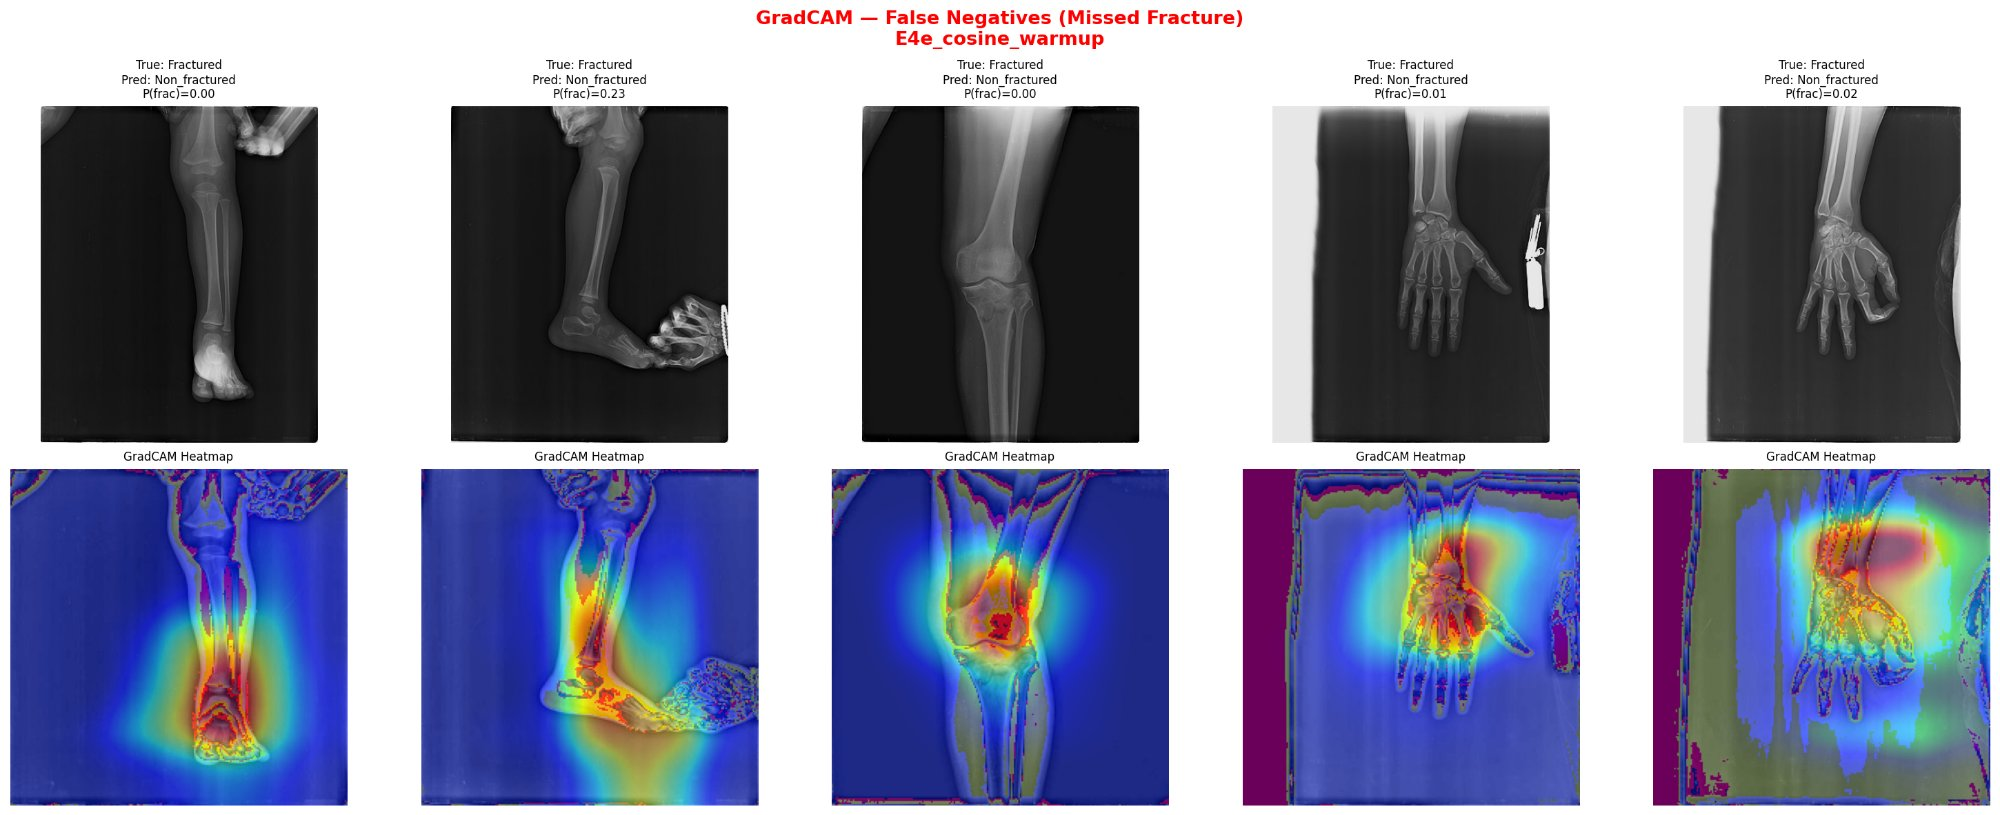 GradCAM — False Negatives (Missed Fracture)
E4e_cosine_warmup
True: Fractured
Pred: Non_fractured
P(frac)=0.00
True: Fractured
Pred: Non_fractured
P(frac)=0.23
True: Fractured
Pred: Non_fractured
P(frac)=0.00
True: Fractured
Pred: Non_fractured
P(frac)=0.01
True: Fractured
Pred: Non_fractured
P(frac)=0.02
GradCAM Heatmap
GradCAM Heatmap
GradCAM Heatmap
GradCAM Heatmap
GradCAM Heatmap